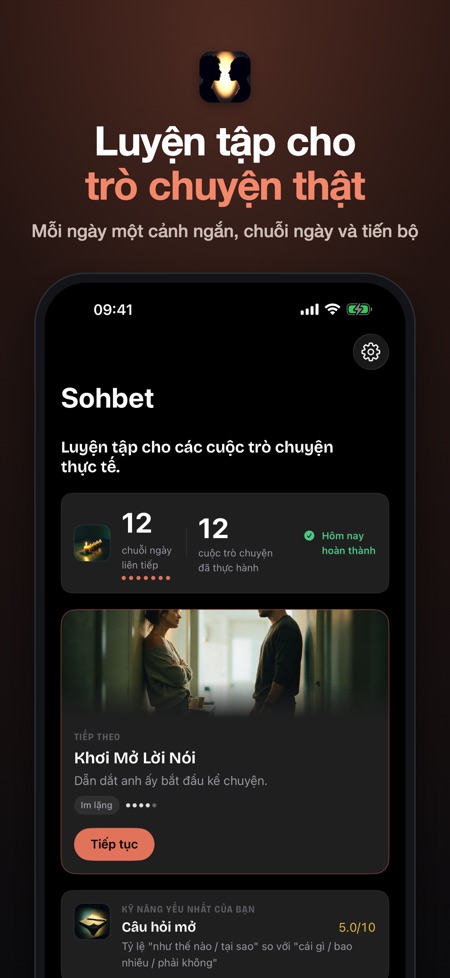 Luyện tập cho
trò chuyện thật
Mỗi ngày một cảnh ngắn, chuỗi ngày và tiến bộ
09:41
Sohbet
Luyện tập cho các cuộc trò chuyện
thực tế.
12
chuỗi ngày
liên tiếp
12
cuộc trò chuyện
đã thực hành
Hôm nay
hoàn thành
TIẾP THEO
Khơi Mở Lời Nói
Dẫn dắt anh ấy bắt đầu kể chuyện.
Im lặng
Tiếp tục
KỸ NĂNG YẾU NHẤT CỦA BẠN
Câu hỏi mở
5.0/10
Tỷ lệ "như thế nào / tại sao" so với "cái gì / bao
nhiêu / phải không"